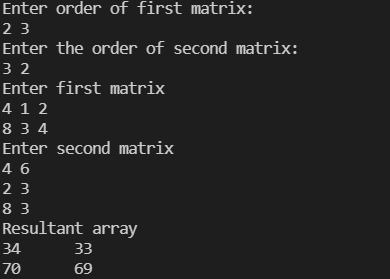 Enter order of first matrix:
2 3
Enter the order of second matrix:
3 2
Enter first matrix
4 1 2
8 3 4
Enter second matrix
4 6
2 3
8 3
Resultant array
34      33
70      69